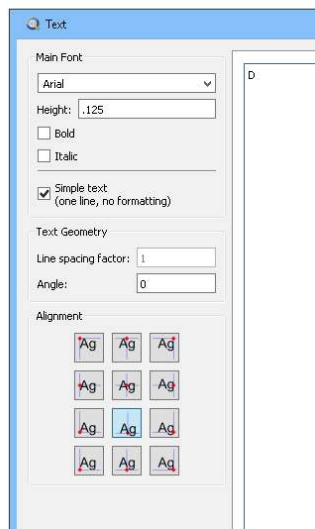 Text
Main Font
Arial
Height: .125
Bold
Italic
Simple text
(one line, no formatting)
Text Geometry
Line spacing factor: 1
Angle: 0
Alignment
Ag Ag Ag
Ag Ag Ag
Ag Ag Ag
Ag Ag Ag
D